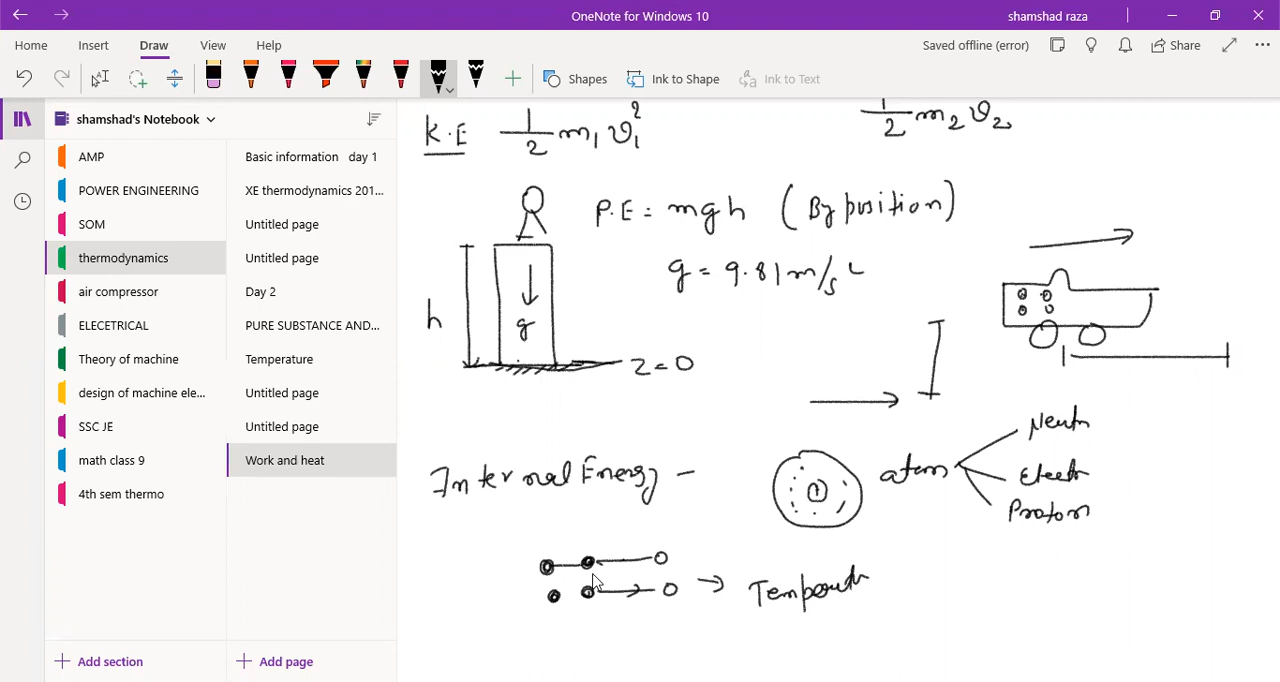 OneNote for Windows 10
shamshad raza
Home Insert Draw View Help
Saved offline (error)
Share
Shapes
Ink to Shape
Ink to Text
shamshad's Notebook
AMP
POWER ENGINEERING
SOM
thermodynamics
air compressor
ELECETRICAL
Theory of machine
design of machine ele...
SSC JE
math class 9
4th sem thermo
Add section
Basic information day 1
XE thermodynamics 201...
Untitled page
Untitled page
Day 2
PURE SUBSTANCE AND...
Temperature
Untitled page
Untitled page
Work and heat
Add page
K.E 1/2 m₁ v₁² 1/2 m₂ v₂
P.E = mgh (By position)
g = 9.81 m/s²
h
g
z = 0
Internal Energy -
atom
Neutr
Electr
Proton
+